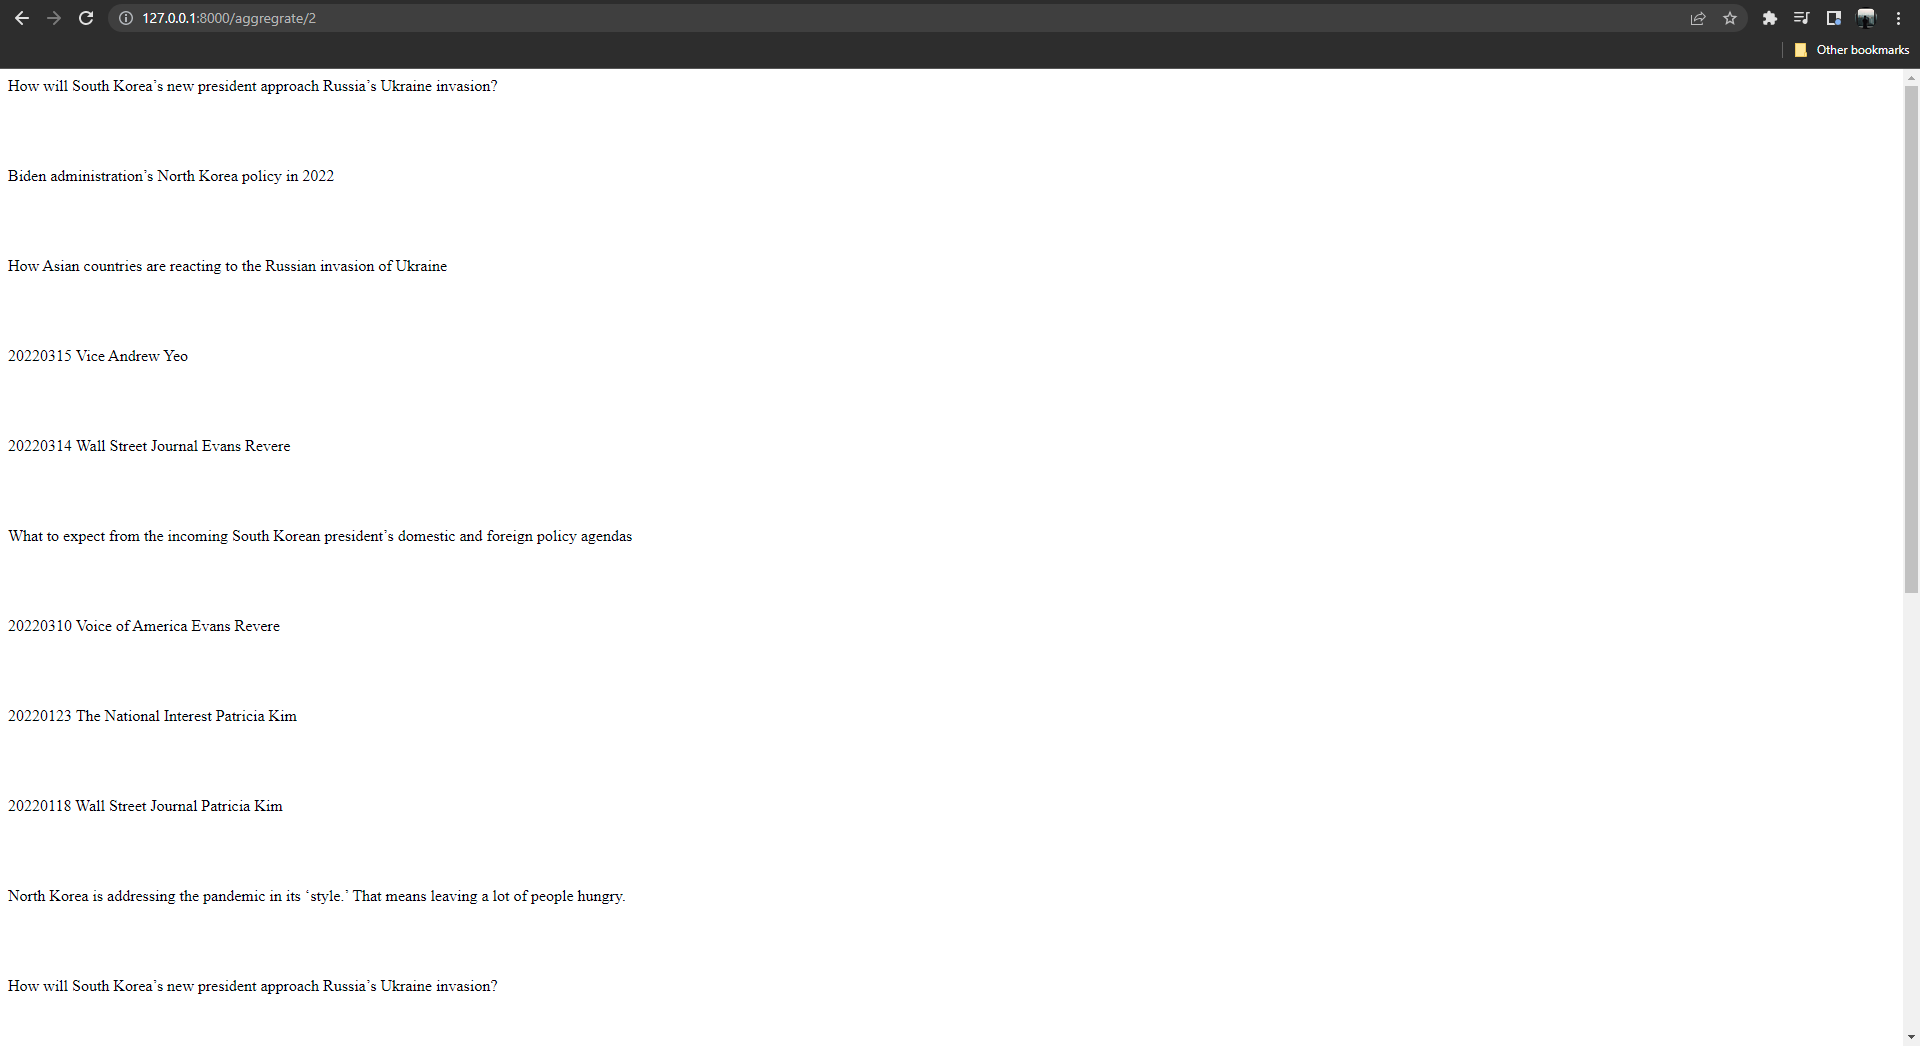 127.0.0.1:8000/aggregrate/2
Other bookmarks
How will South Korea’s new president approach Russia’s Ukraine invasion?
Biden administration’s North Korea policy in 2022
How Asian countries are reacting to the Russian invasion of Ukraine
20220315 Vice Andrew Yeo
20220314 Wall Street Journal Evans Revere
What to expect from the incoming South Korean president’s domestic and foreign policy agendas
20220310 Voice of America Evans Revere
20220123 The National Interest Patricia Kim
20220118 Wall Street Journal Patricia Kim
North Korea is addressing the pandemic in its ‘style.’ That means leaving a lot of people hungry.
How will South Korea’s new president approach Russia’s Ukraine invasion?